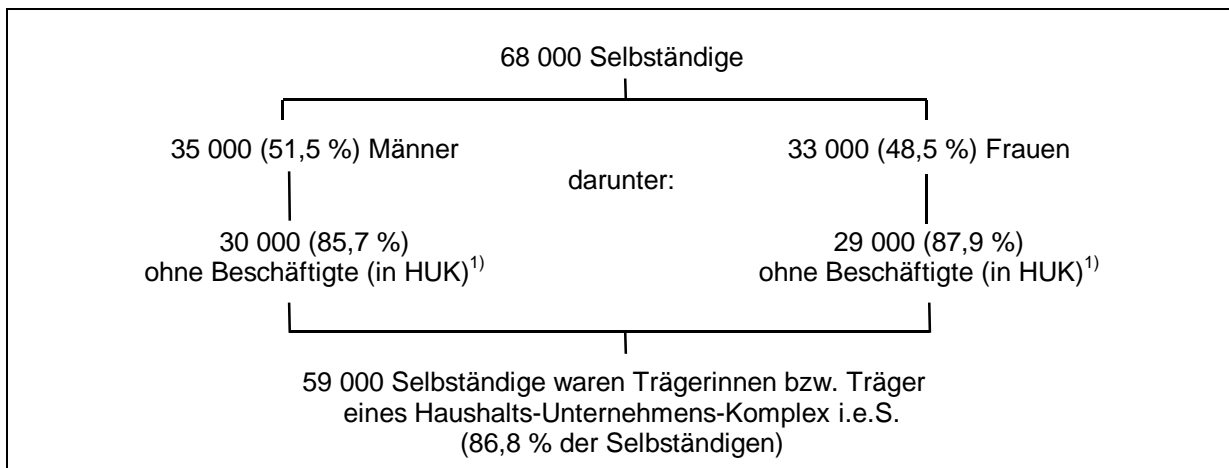 68 000 Selbständige
35 000 (51,5 %) Männer
33 000 (48,5 %) Frauen
darunter:
30 000 (85,7 %)
ohne Beschäftigte (in HUK)1)
29 000 (87,9 %)
ohne Beschäftigte (in HUK)1)
59 000 Selbständige waren Trägerinnen bzw. Träger
eines Haushalts-Unternehmens-Komplex i.e.S.
(86,8 % der Selbständigen)